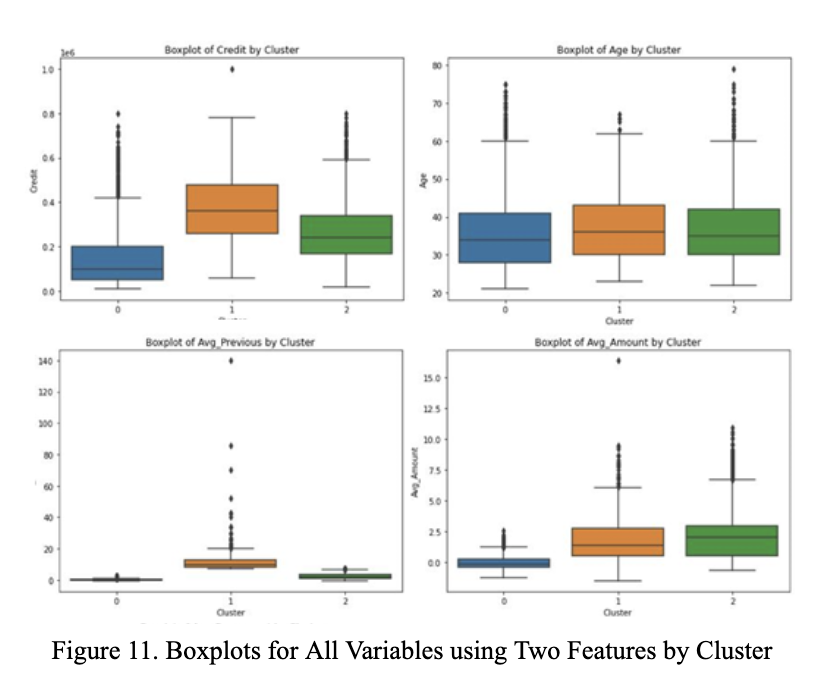 Boxplot of Credit by Cluster
1e6
1.0
0.8
0.6
0.4
0.2
0.0
Credit
0 1 2
Boxplot of Age by Cluster
80
70
60
50
40
30
20
Age
0 1 2
Cluster
Boxplot of Avg_Previous by Cluster
140
120
100
80
60
40
20
0
0 1 2
Cluster
Boxplot of Avg_Amount by Cluster
15.0
12.5
10.0
7.5
5.0
2.5
0.0
Avg_Amount
0 1 2
Cluster
Figure 11. Boxplots for All Variables using Two Features by Cluster